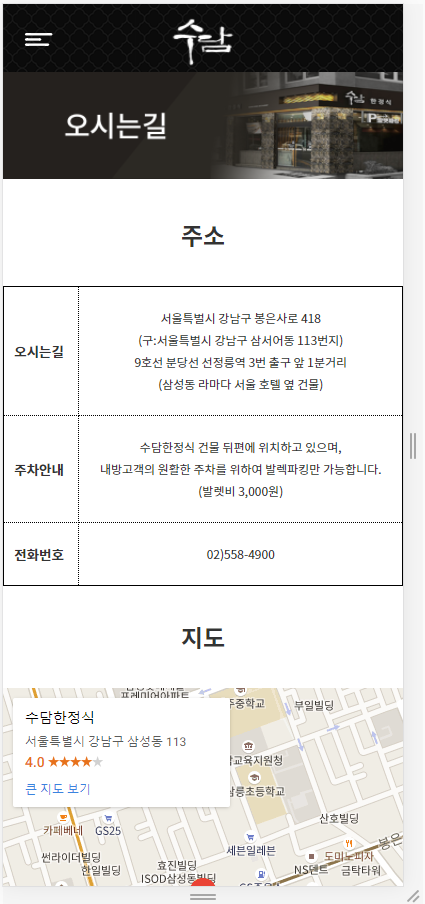 수담
오시는길
수담 한정식
주소
오시는길
서울특별시 강남구 봉은사로 418
(구:서울특별시 강남구 삼서어동 113번지)
9호선 분당선 선정릉역 3번 출구 앞 1분거리
(삼성동 라마다 서울 호텔 옆 건물)
주차안내
수담한정식 건물 뒤편에 위치하고 있으며,
내방고객의 원활한 주차를 위하여 발렉파킹만 가능합니다.
(발렛비 3,000원)
전화번호
02)558-4900
지도
프레미어아파트
주중학교
부일빌딩
수담한정식
서울특별시 강남구 삼성동 113
4.0 ★★★★★
큰 지도 보기
교육지원청
삼릉초등학교
카페베네
GS25
산호빌딩
세븐일레븐
도미노피자
봉은
썬라이더빌딩
한일빌딩
효진빌딩
ISOD삼성동빌딩
NS덴트
금탁타워